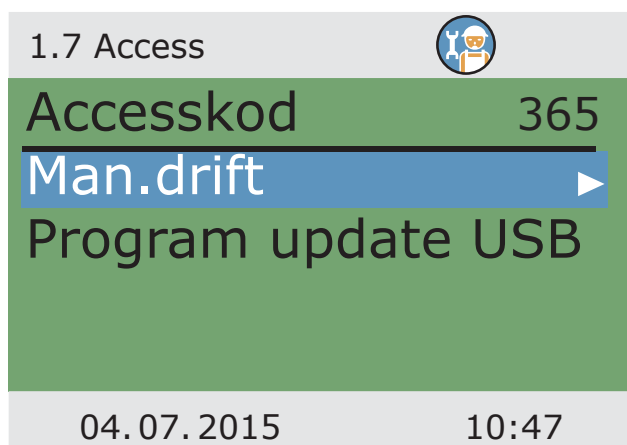 1.7 Access
Accesskod 365
Man.drift
Program update USB
04.07.2015 10:47